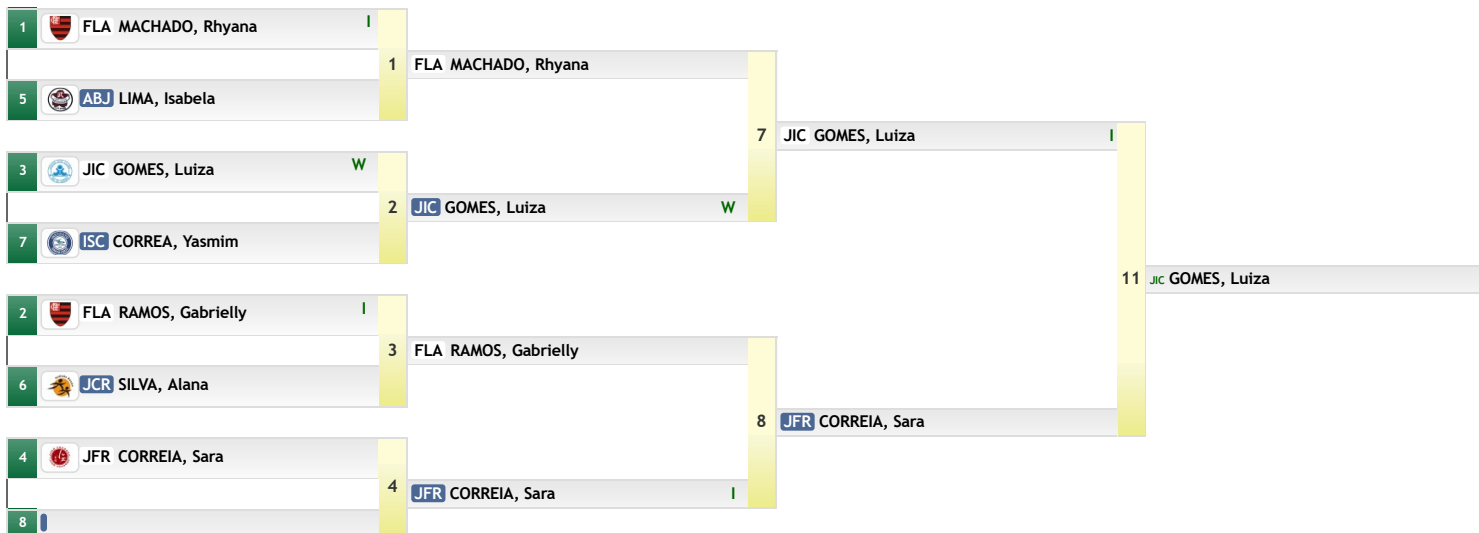 1 FLA MACHADO, Rhyana I
1 FLA MACHADO, Rhyana
5 ABJ LIMA, Isabela
7 JIC GOMES, Luiza I
3 JIC GOMES, Luiza W
2 JIC GOMES, Luiza W
7 ISC CORREA, Yasmim
11 JIC GOMES, Luiza
2 FLA RAMOS, Gabrielly I
3 FLA RAMOS, Gabrielly
6 JCR SILVA, Alana
8 JFR CORREIA, Sara
4 JFR CORREIA, Sara
4 JFR CORREIA, Sara I
8